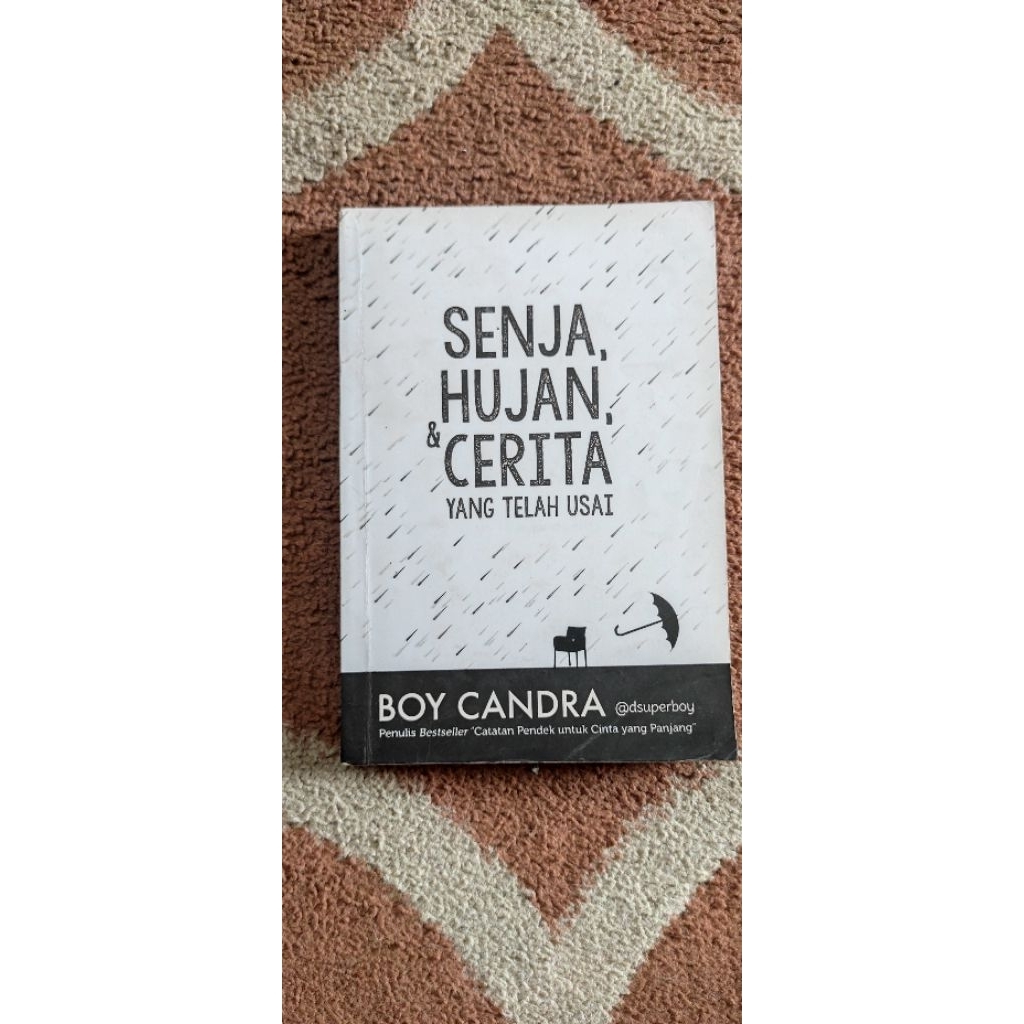 SENJA,
HUJAN,
& CERITA
YANG TELAH USAI
BOY CANDRA @dsuperboy
Penulis Bestseller "Catatan Pendek untuk Cinta yang Panjang"